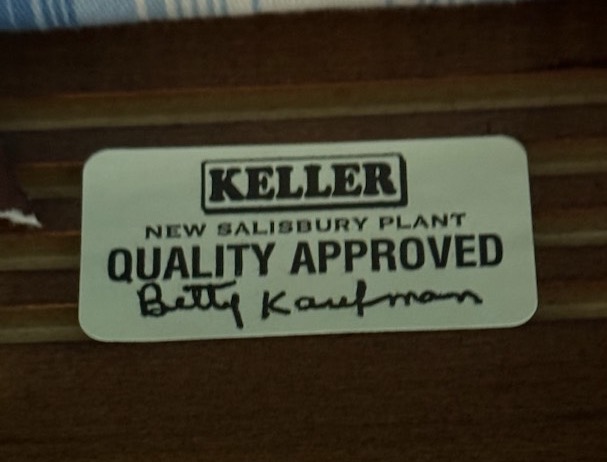 KELLER
NEW SALISBURY PLANT
QUALITY APPROVED
Betty Kaufman